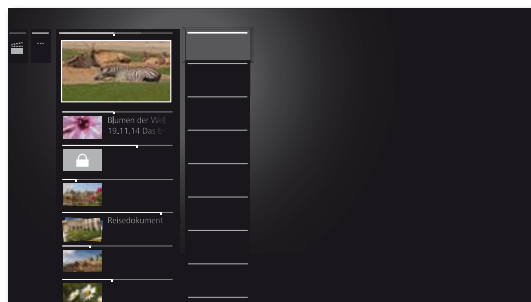 ...
Blumen der Welt
19.11.14 Das E
Reisedokument